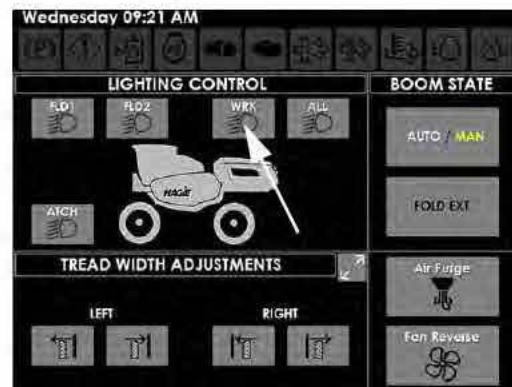 Wednesday 09:21 AM
LIGHTING CONTROL
BOOM STATE
FLD1 FLD2 WRK ALL
AUTO / MAN
HAGIE
ATCH
FOLD EXT
TREAD WIDTH ADJUSTMENTS
Air Purge
LEFT RIGHT
Fan Reverse